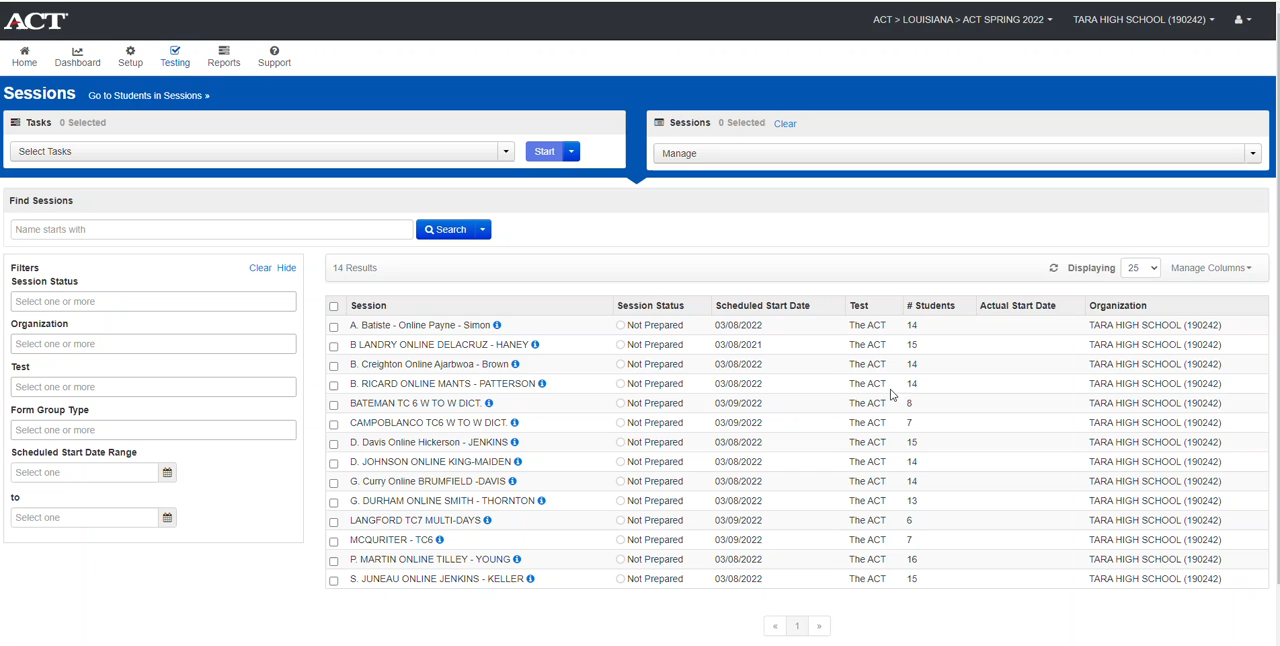 ACT
ACT > LOUISIANA > ACT SPRING 2022 TARA HIGH SCHOOL (190242)
Home Dashboard Setup Testing Reports Support
Sessions Go to Students in Sessions »
Tasks 0 Selected
Select Tasks Start
Sessions 0 Selected Clear
Manage
Find Sessions
Name starts with Search
Filters Clear Hide
Session Status
Select one or more
Organization
Select one or more
Test
Select one or more
Form Group Type
Select one or more
Scheduled Start Date Range
Select one
to
Select one
14 Results Displaying 25 Manage Columns
Session Session Status Scheduled Start Date Test # Students Actual Start Date Organization
A. Batiste - Online Payne - Simon Not Prepared 03/08/2022 The ACT 14 TARA HIGH SCHOOL (190242)
B LANDRY ONLINE DELACRUZ - HANEY Not Prepared 03/08/2021 The ACT 15 TARA HIGH SCHOOL (190242)
B. Creighton Online Ajarbwoa - Brown Not Prepared 03/08/2022 The ACT 14 TARA HIGH SCHOOL (190242)
B. RICARD ONLINE MANTS - PATTERSON Not Prepared 03/08/2022 The ACT 14 TARA HIGH SCHOOL (190242)
BATEMAN TC 6 W TO W DICT. Not Prepared 03/09/2022 The ACT 8 TARA HIGH SCHOOL (190242)
CAMPOBLANCO TC6 W TO W DICT. Not Prepared 03/09/2022 The ACT 7 TARA HIGH SCHOOL (190242)
D. Davis Online Hickerson - JENKINS Not Prepared 03/08/2022 The ACT 15 TARA HIGH SCHOOL (190242)
D. JOHNSON ONLINE KING-MAIDEN Not Prepared 03/08/2022 The ACT 14 TARA HIGH SCHOOL (190242)
G. Curry Online BRUMFIELD -DAVIS Not Prepared 03/08/2022 The ACT 14 TARA HIGH SCHOOL (190242)
G. DURHAM ONLINE SMITH - THORNTON Not Prepared 03/08/2022 The ACT 13 TARA HIGH SCHOOL (190242)
LANGFORD TC7 MULTI-DAYS Not Prepared 03/09/2022 The ACT 6 TARA HIGH SCHOOL (190242)
MCQURITER - TC6 Not Prepared 03/09/2022 The ACT 7 TARA HIGH SCHOOL (190242)
P. MARTIN ONLINE TILLEY - YOUNG Not Prepared 03/08/2022 The ACT 16 TARA HIGH SCHOOL (190242)
S. JUNEAU ONLINE JENKINS - KELLER Not Prepared 03/08/2022 The ACT 15 TARA HIGH SCHOOL (190242)
« 1 »